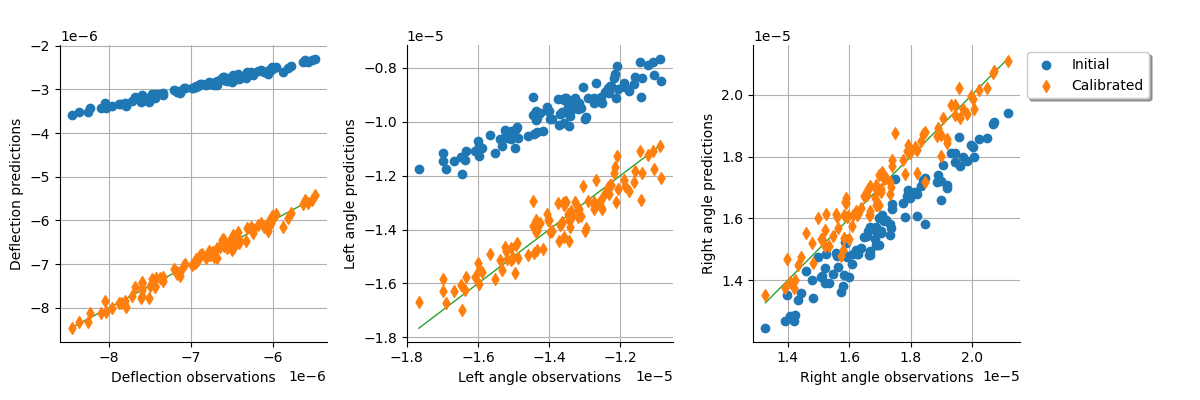 1e−6
−2
−3
−4
−5
−6
−7
−8
−8 −7 −6
Deflection observations 1e−6
Deflection predictions
1e−5
−0.8
−1.0
−1.2
−1.4
−1.6
−1.8
−1.8 −1.6 −1.4 −1.2
Left angle observations 1e−5
Left angle predictions
1e−5
2.0
1.8
1.6
1.4
1.4 1.6 1.8 2.0
Right angle observations 1e−5
Right angle predictions
Initial
Calibrated